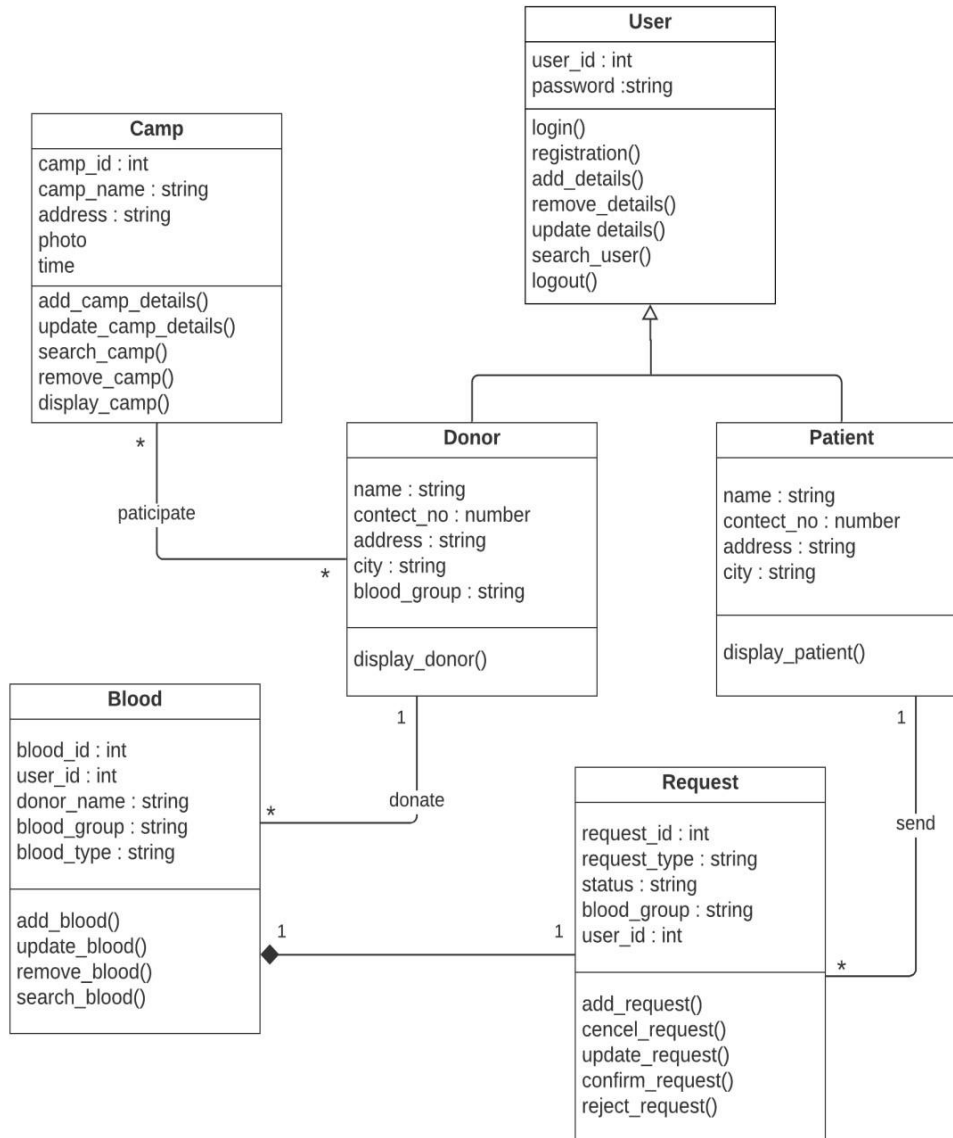 User
user_id : int
password :string
login()
registration()
add_details()
remove_details()
update details()
search_user()
logout()
Camp
camp_id : int
camp_name : string
address : string
photo
time
add_camp_details()
update_camp_details()
search_camp()
remove_camp()
display_camp()
*
paticipate
*
Donor
name : string
contect_no : number
address : string
city : string
blood_group : string
display_donor()
1
donate
*
Patient
name : string
contect_no : number
address : string
city : string
display_patient()
1
send
*
Blood
blood_id : int
user_id : int
donor_name : string
blood_group : string
blood_type : string
add_blood()
update_blood()
remove_blood()
search_blood()
1
1
Request
request_id : int
request_type : string
status : string
blood_group : string
user_id : int
add_request()
cencel_request()
update_request()
confirm_request()
reject_request()